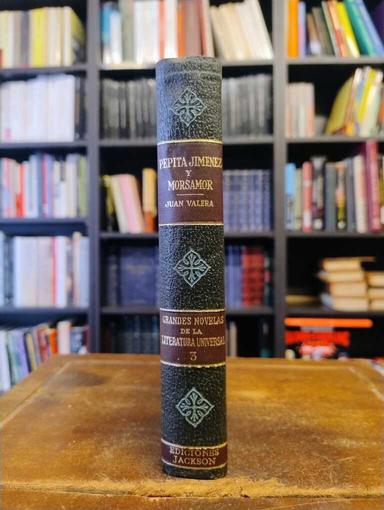 PEPITA JIMENEZ
Y
MORSAMOR
JUAN VALERA
GRANDES NOVELAS
DE LA
LITERATURA UNIVERSAL
3
EDICIONES
JACKSON